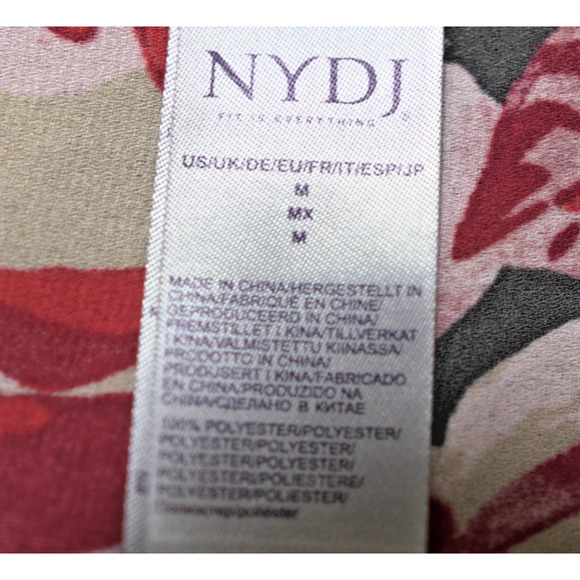 NYDJ
FIT IS EVERYTHING
US/UK/DE/EU/FR/IT/ESP/JP
M
MX
M
MADE IN CHINA/HERGESTELLT IN
CHINA/FABRIQUE EN CHINE/
GEPRODUCEERD IN CHINA/
FREMSTILLET I KINA/TILLVERKAT
I KINA/VALMISTETTU KIINASSA/
PRODOTTO IN CHINA/
PRODUSERT I KINA/FABRICADO
EN CHINA/PRODUZIDO NA
CHINA/СДЕЛАНО В КИТАЕ
100% POLYESTER/POLYESTER/
POLYESTER/POLYESTER/
POLYESTER/POLYESTER/
POLYESTER/POLIESTERE/
POLYESTER/POLIESTER/